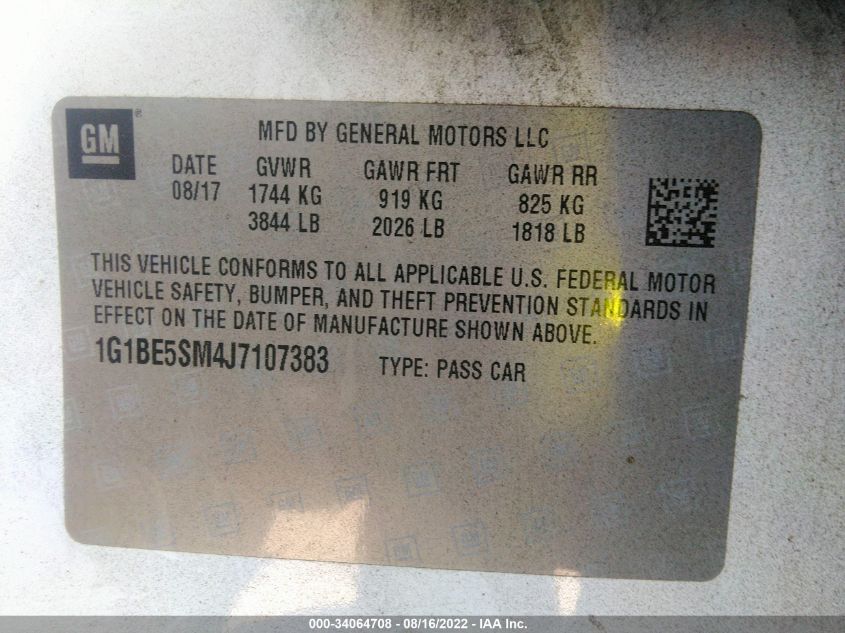 GM ®
MFD BY GENERAL MOTORS LLC
DATE GVWR GAWR FRT GAWR RR
08/17 1744 KG 919 KG 825 KG
3844 LB 2026 LB 1818 LB
THIS VEHICLE CONFORMS TO ALL APPLICABLE U.S. FEDERAL MOTOR
VEHICLE SAFETY, BUMPER, AND THEFT PREVENTION STANDARDS IN
EFFECT ON THE DATE OF MANUFACTURE SHOWN ABOVE.
1G1BE5SM4J7107383 TYPE: PASS CAR
000-34064708 - 08/16/2022 - IAA Inc.